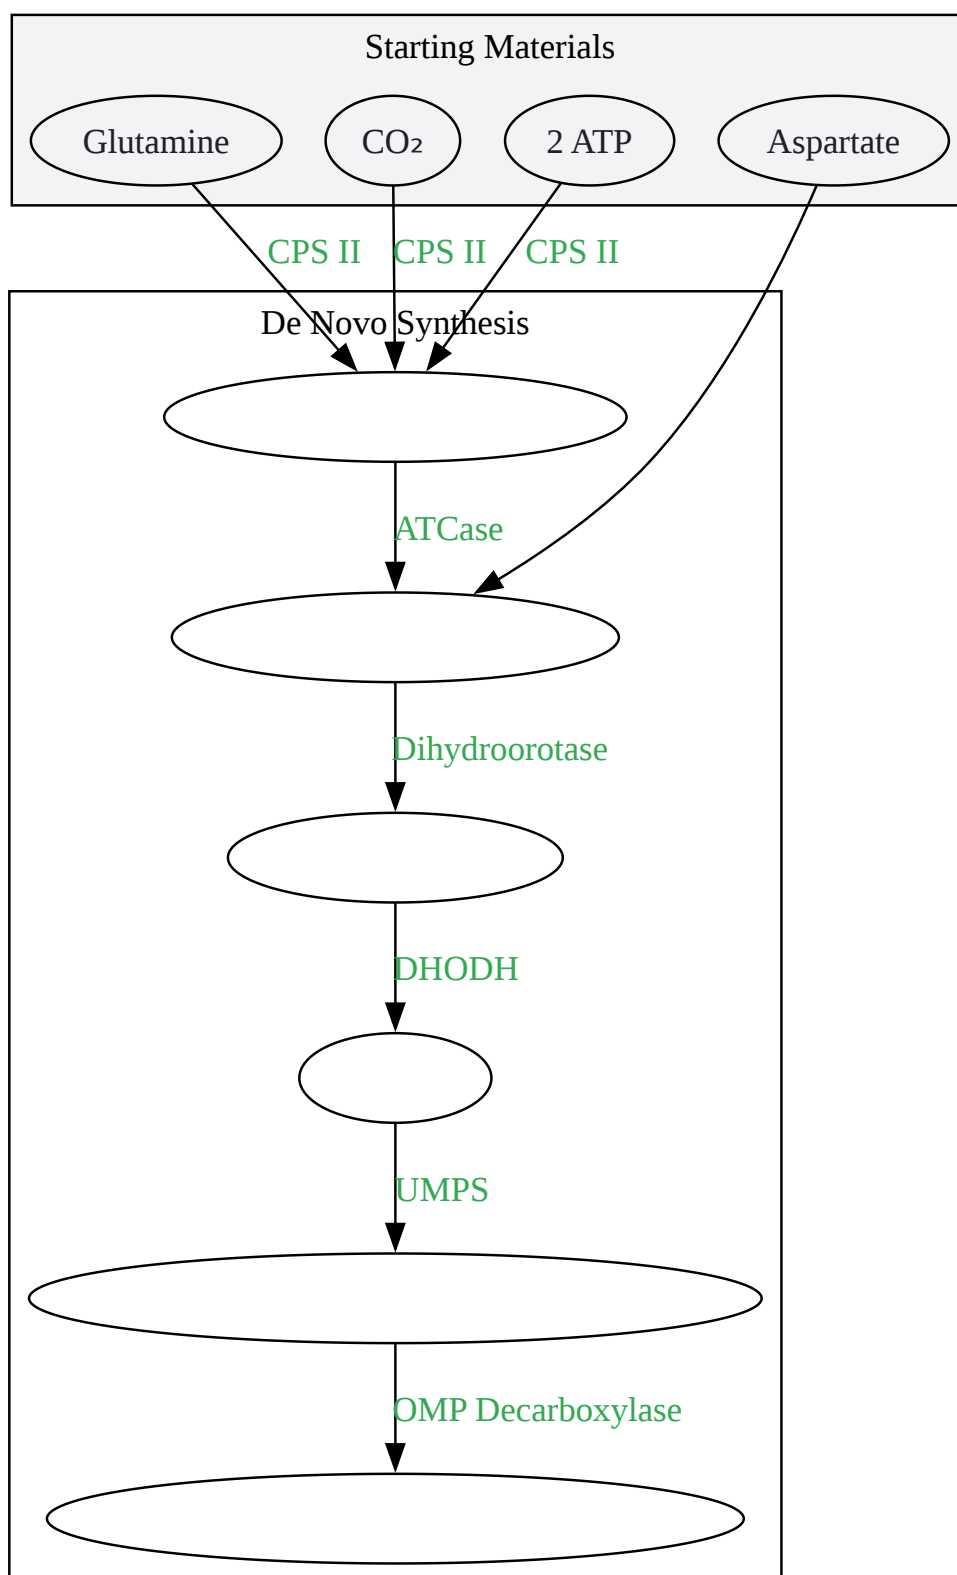 Starting Materials
Glutamine
CO₂
2 ATP
Aspartate
CPS II
CPS II
CPS II
De Novo Synthesis
ATCase
Dihydroorotase
DHODH
UMPS
OMP Decarboxylase